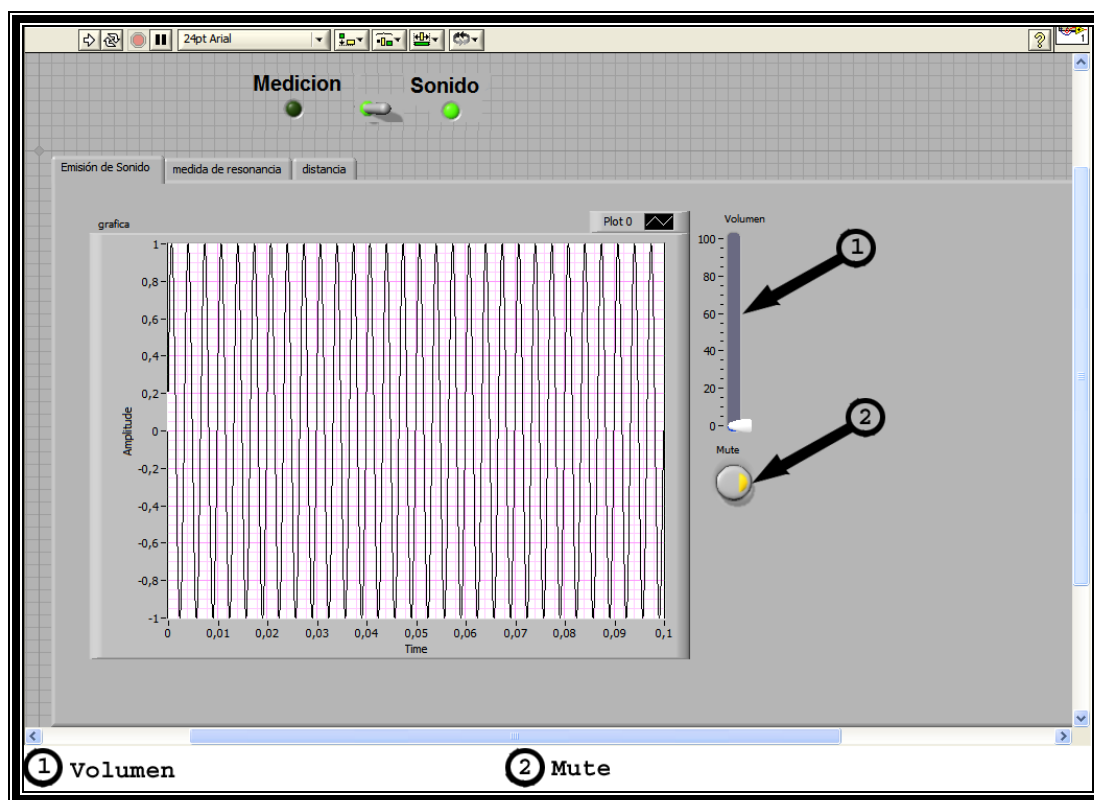 24pt Arial
?
1
Medicion Sonido
Emisión de Sonido medida de resonancia distancia
grafica
Plot 0
Volumen
1
0,8
0,6
0,4
0,2
0
-0,2
-0,4
-0,6
-0,8
-1
Amplitude
0 0,01 0,02 0,03 0,04 0,05 0,06 0,07 0,08 0,09 0,1
Time
100
80
60
40
20
0
1
Mute
2
1 Volumen 2 Mute